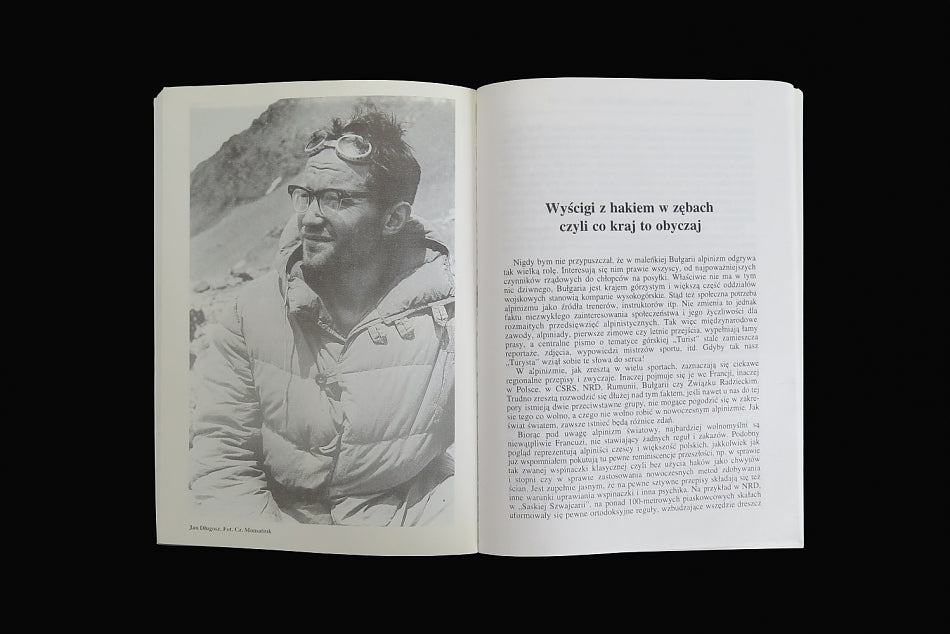 Jan Długosz. Fot. Cz. Momatiuk
Wyścigi z hakiem w zębach
czyli co kraj to obyczaj
Nigdy bym nie przypuszczał, że w maleńkiej Bułgarii alpinizm odgrywa
tak wielką rolę. Interesują się nim prawie wszyscy, od najpoważniejszych
czynników rządowych do chłopców na posyłki. Właściwie nie ma w tym
nic dziwnego, Bułgaria jest krajem górzystym i większą część oddziałów
wojskowych stanowią kompanie wysokogórskie. Stąd też społeczna potrzeba
alpinizmu jako źródła trenerów, instruktorów itp. Nie zmienia to jednak
faktu niezwykłego zainteresowania społeczeństwa i jego życzliwości dla
rozmaitych przedsięwzięć alpinistycznych. Tak więc międzynarodowe
zawody, alpiniady, pierwsze zimowe czy letnie przejścia, wypełniają łamy
prasy, a centralne pismo o tematyce górskiej „Turist” stale zamieszcza
reportaże, zdjęcia, wypowiedzi mistrzów sportu, itd. Gdyby tak nasz
„Turysta” wziął sobie te słowa do serca!
W alpinizmie, jak zresztą w wielu sportach, zaznaczają się ciekawe
regionalne przepisy i zwyczaje. Inaczej pojmuje się je we Francji, inaczej
w Polsce, w CSRS, NRD, Rumunii, Bułgarii czy Związku Radzieckim.
Trudno zresztą rozwodzić się dłużej nad tym faktem, jeśli nawet u nas do tej
pory istnieją dwie przeciwstawne grupy, nie mogące pogodzić się w zakre-
sie tego co wolno, a czego nie wolno robić w nowoczesnym alpinizmie. Jak
świat światem, zawsze istnieć będą różnice zdań.
Biorąc pod uwagę alpinizm światowy, najbardziej wolnomyślni są
niewątpliwie Francuzi, nie stawiający żadnych reguł i zakazów. Podobny
pogląd reprezentują alpiniści czescy i większość polskich, jakkolwiek jak
już wspomniałem pokutują tu pewne reminiscencje przeszłości, np. w sprawie
tak zwanej wspinaczki klasycznej czyli bez użycia haków jako chwytów
i stopni czy w sprawie zastosowania nowoczesnych metod zdobywania
ścian. Jest zupełnie jasnym, że na pewne sztywne przepisy składają się też
inne warunki uprawiania wspinaczki i inna psychika. Na przykład w NRD,
w „Saskiej Szwajcarii”, na ponad 100-metrowych piaskowcowych skałach
uformowały się pewne ortodoksyjne reguły, wzbudzające wszędzie dreszcz